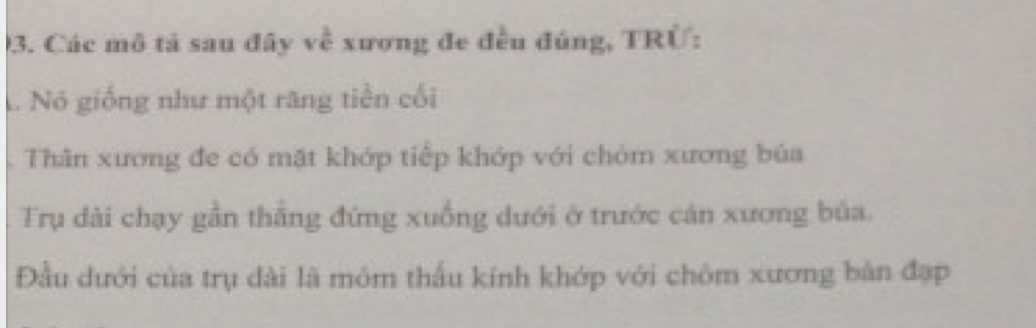 93. Các mô tả sau đây về xương đe đều đúng, TRỪ:
. Nó giống như một răng tiền cối
. Thân xương đe có mặt khớp tiếp khớp với chỏm xương búa
. Trụ dài chạy gần thẳng đứng xuống dưới ở trước cán xương búa.
Đầu dưới của trụ dài là mỏm thấu kính khớp với chỏm xương bàn đạp